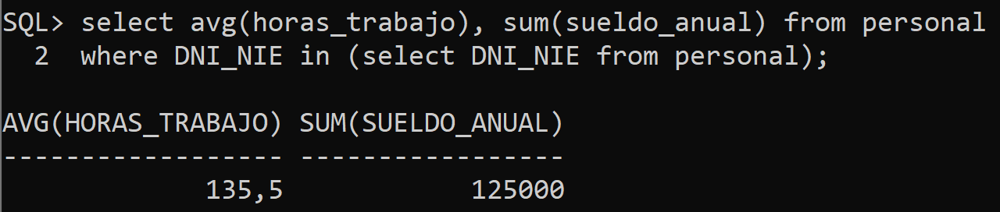 SQL> select avg(horas_trabajo), sum(sueldo_anual) from personal
  2  where DNI_NIE in (select DNI_NIE from personal);
AVG(HORAS_TRABAJO) SUM(SUELDO_ANUAL)
------------------ -----------------
             135,5            125000